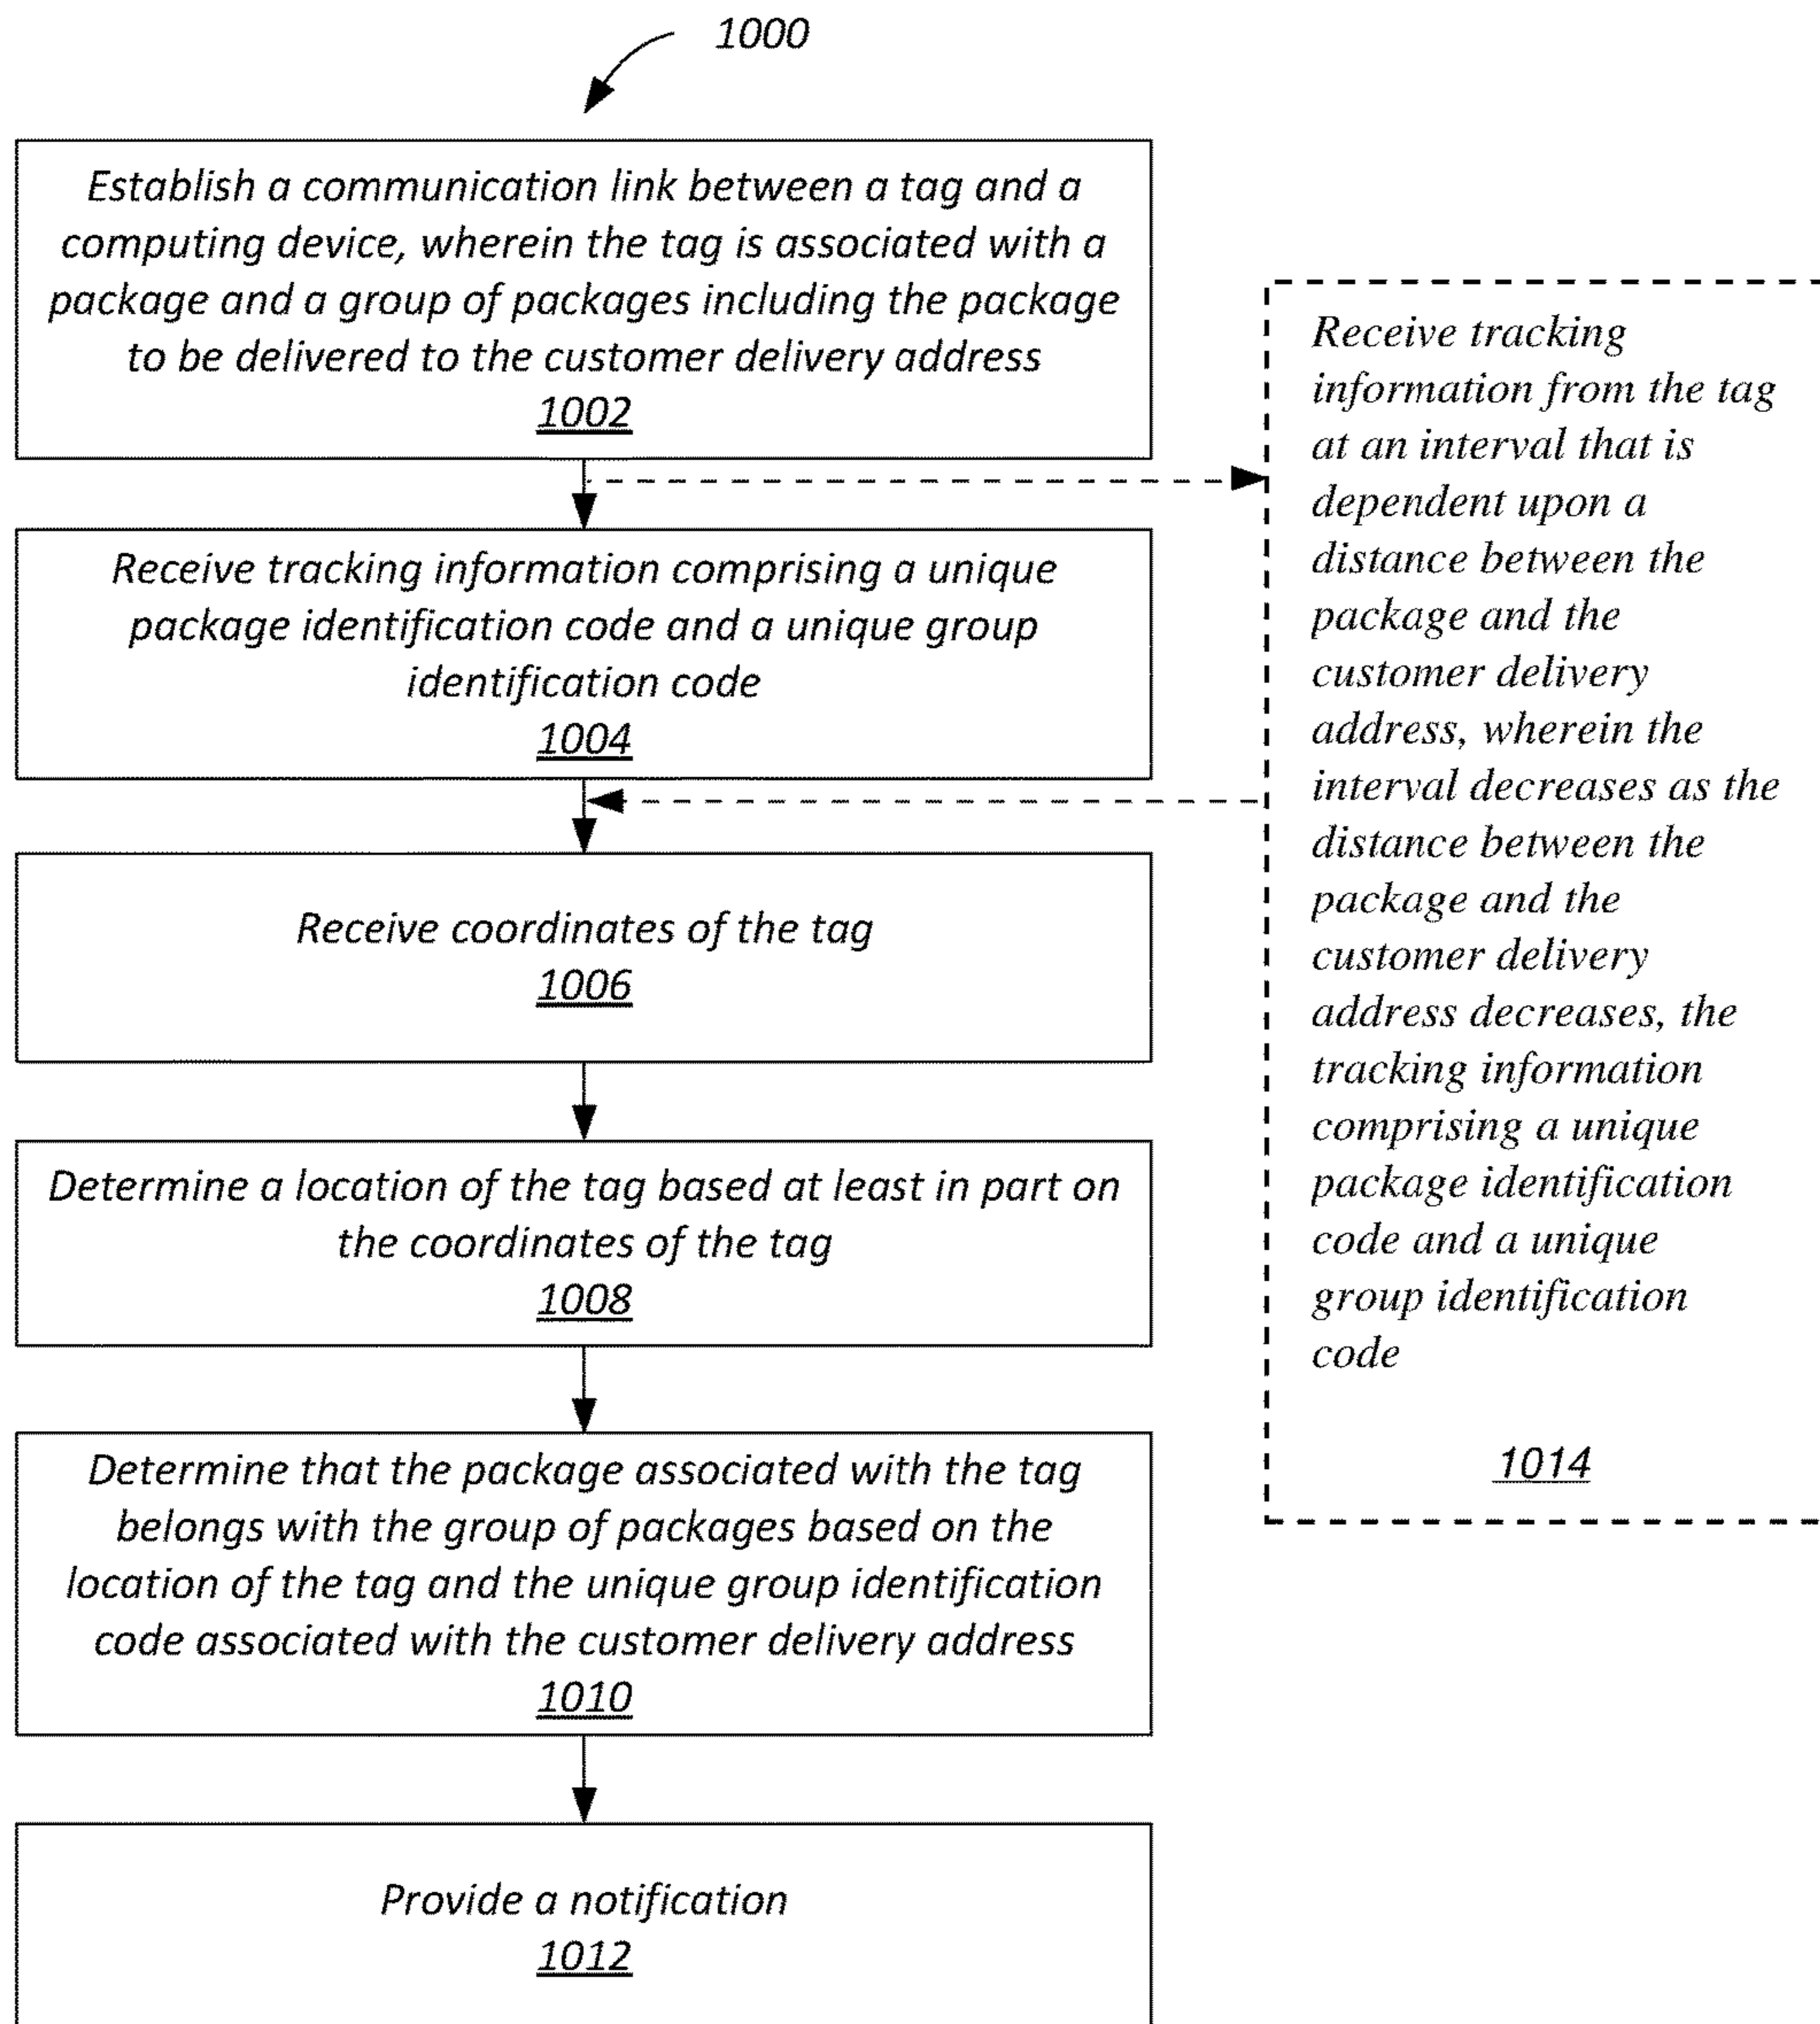 1000
Establish a communication link between a tag and a
computing device, wherein the tag is associated with a
package and a group of packages including the package
to be delivered to the customer delivery address
1002
Receive tracking information comprising a unique
package identification code and a unique group
identification code
1004
Receive coordinates of the tag
1006
Determine a location of the tag based at least in part on
the coordinates of the tag
1008
Determine that the package associated with the tag
belongs with the group of packages based on the
location of the tag and the unique group identification
code associated with the customer delivery address
1010
Provide a notification
1012
Receive tracking
information from the tag
at an interval that is
dependent upon a
distance between the
package and the
customer delivery
address, wherein the
interval decreases as the
distance between the
package and the
customer delivery
address decreases, the
tracking information
comprising a unique
package identification
code and a unique
group identification
code
1014